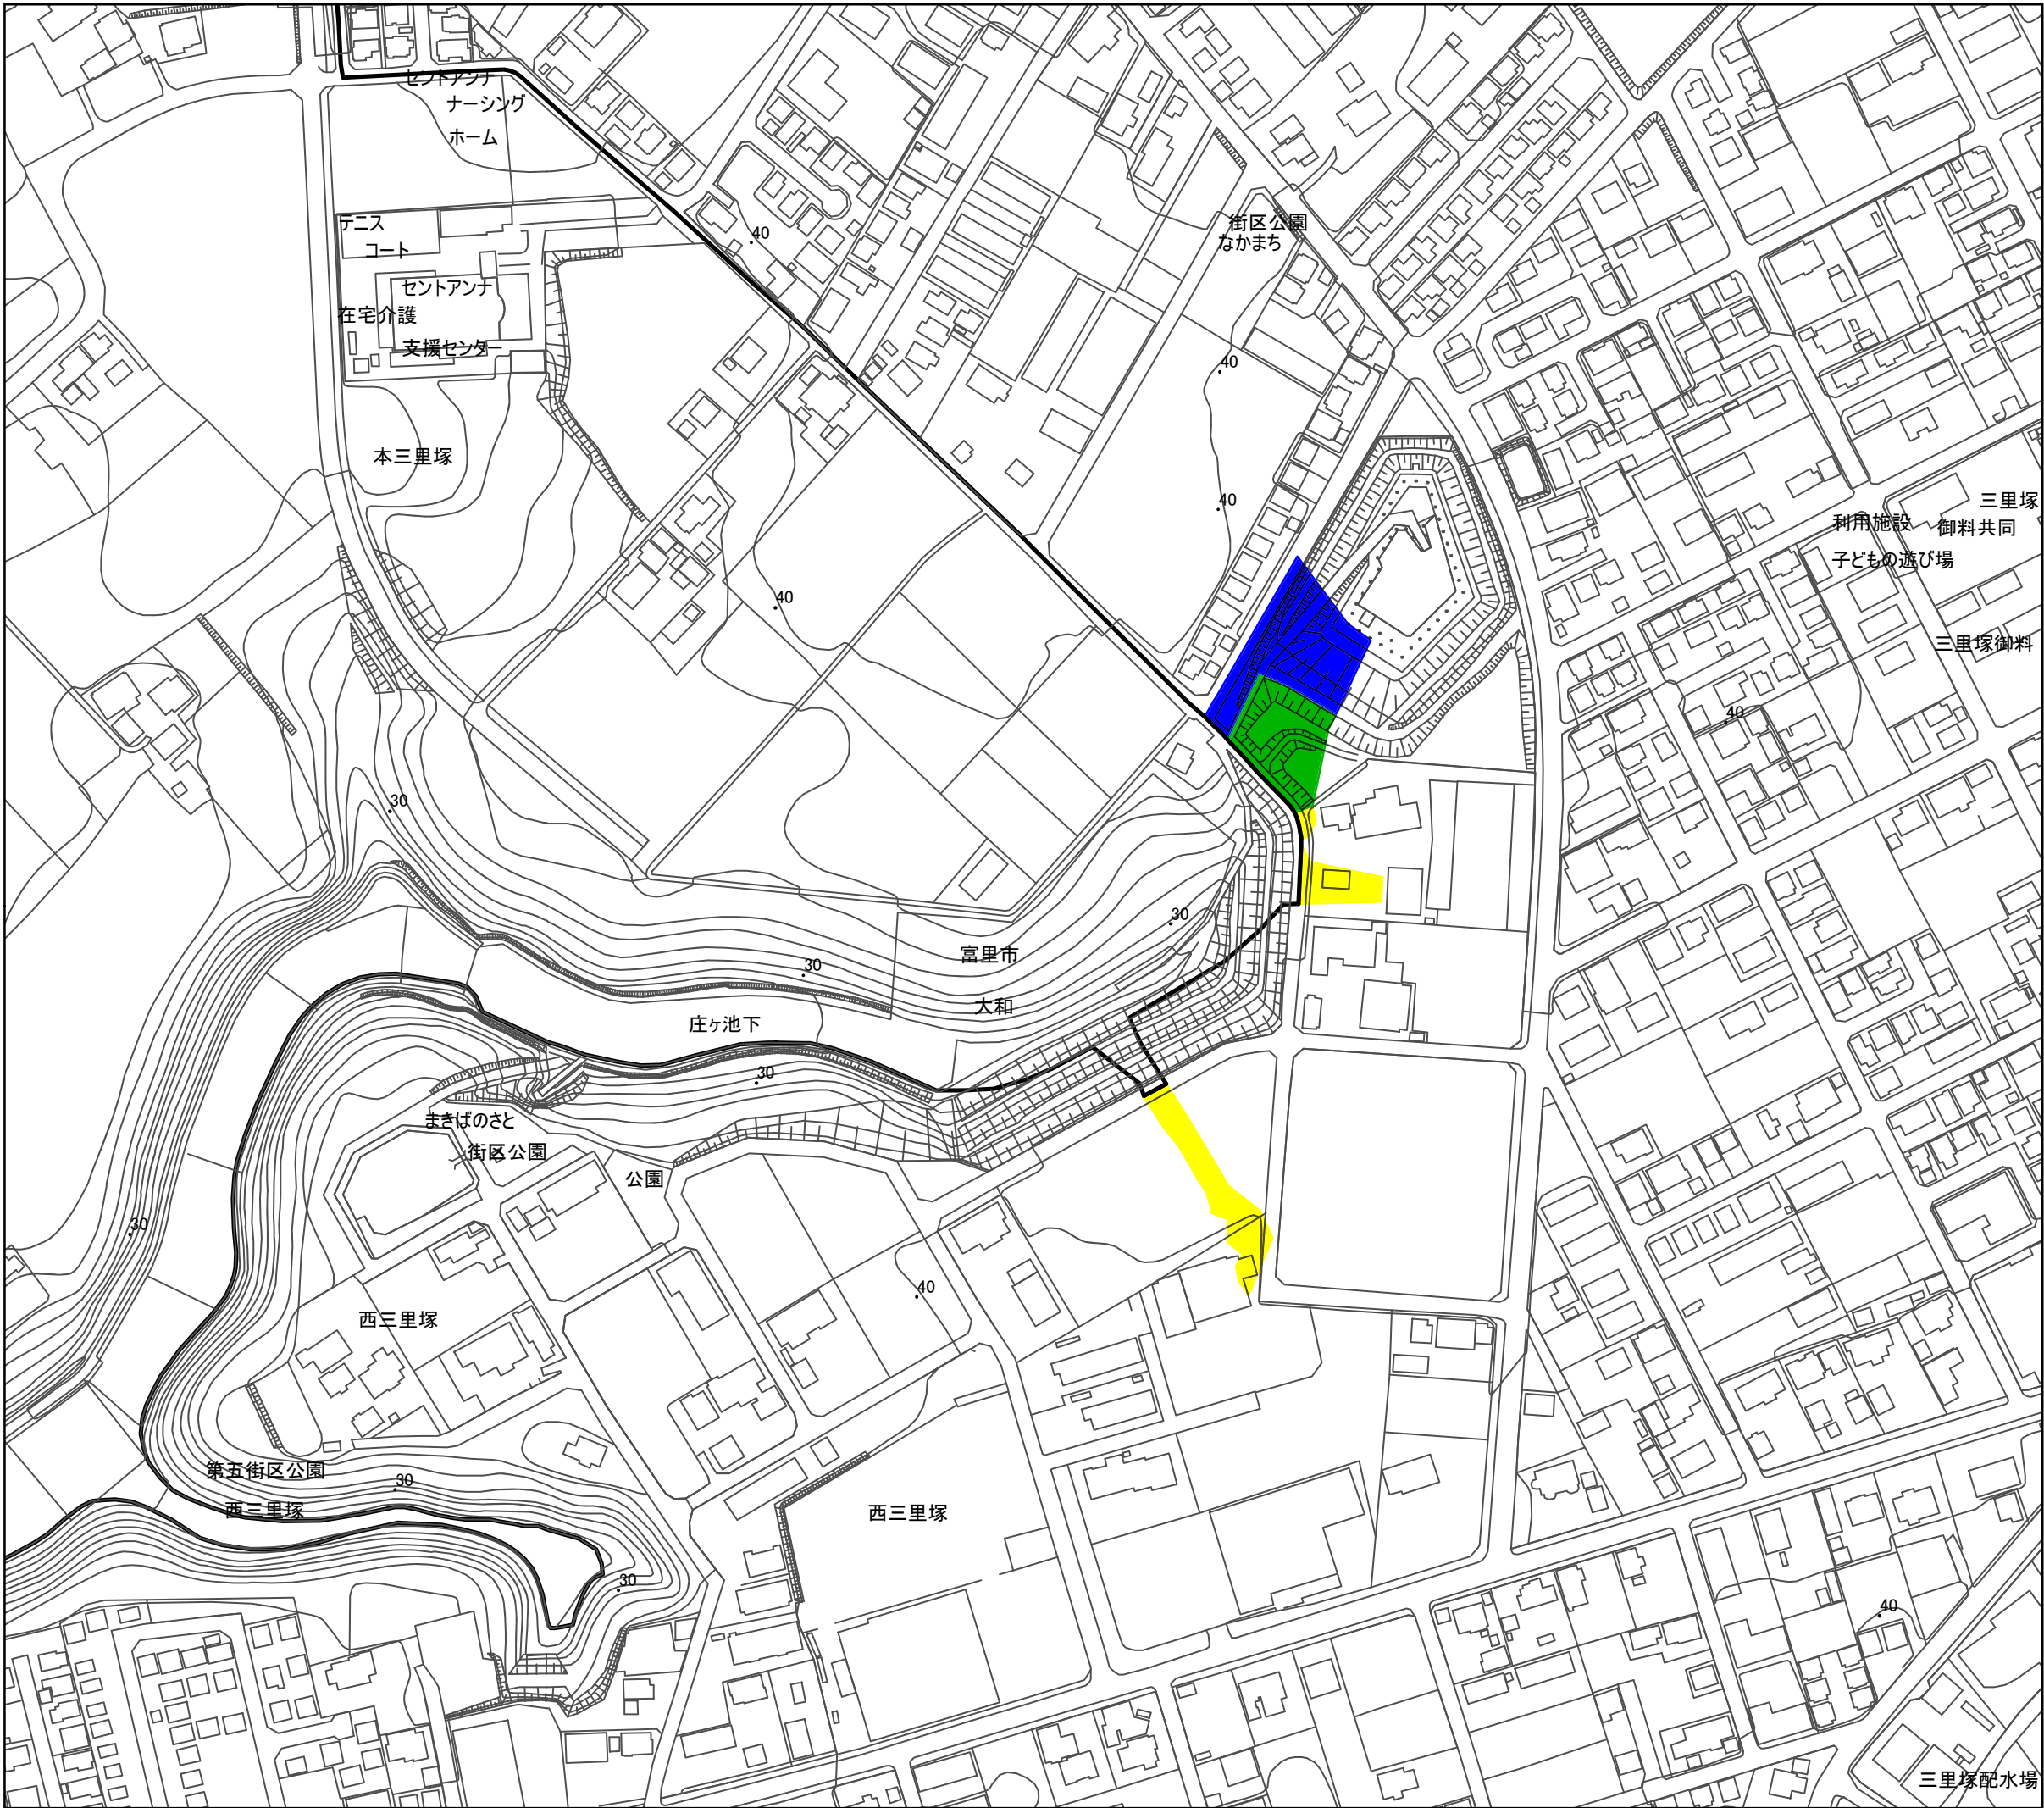 セントアンナ
ナーシング
ホーム
テニス
コート
セントアンナ
在宅介護
支援センター
本三里塚
40
街区公園
なかまち
40
40
40
三里塚
利用施設
御料共同
子どもの遊び場
三里塚御料
40
30
30
30
富里市
大和
庄ヶ池下
30
まきばのさと
街区公園
公園
30
40
西三里塚
第五街区公園
30
西三里塚
西三里塚
30
40
三里塚配水場